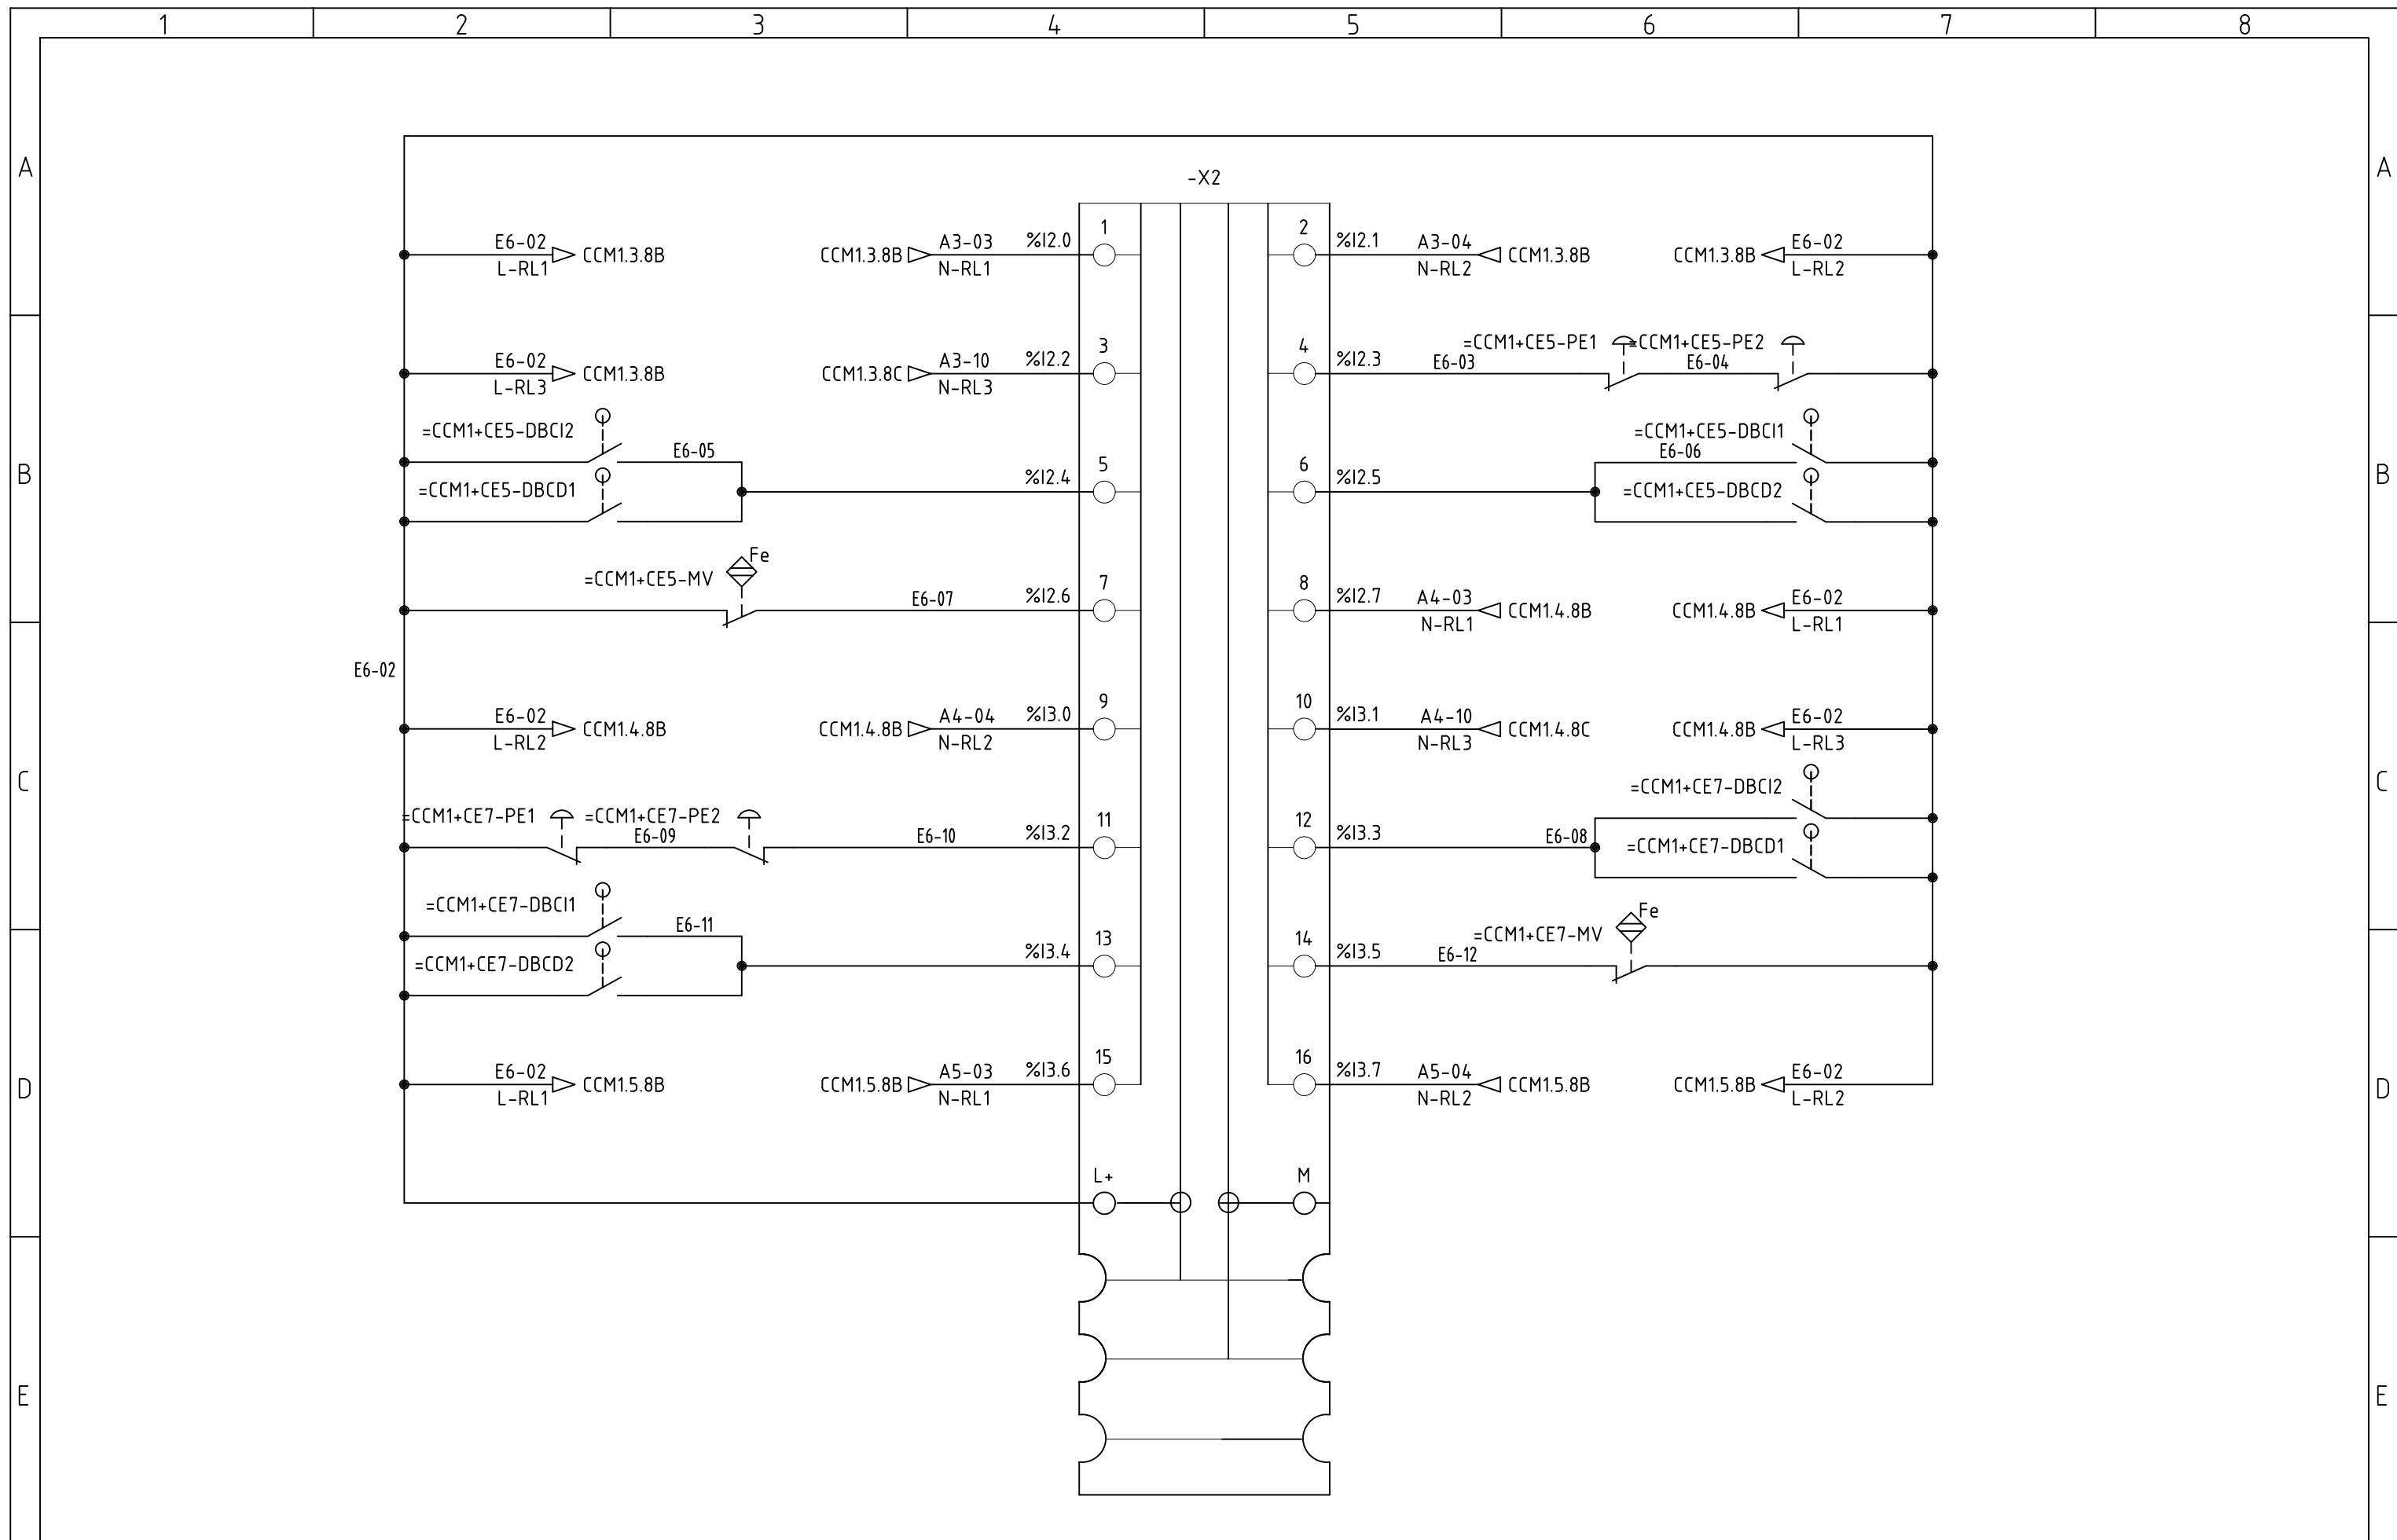 1 2 3 4 5 6 7 8
A A
-X2
1 2
E6-02 A3-03 %I2.0 %I2.1 A3-04 E6-02
CCM1.3.8B CCM1.3.8B CCM1.3.8B CCM1.3.8B
L-RL1 N-RL1 N-RL2 L-RL2
3 4
=CCM1+CE5-PE1 =CCM1+CE5-PE2
E6-02 A3-10 %I2.2 %I2.3 E6-03 E6-04
CCM1.3.8B CCM1.3.8C
L-RL3 N-RL3
=CCM1+CE5-DBCI2 =CCM1+CE5-DBCI1
E6-05 E6-06
5 6
B B
%I2.4 %I2.5
=CCM1+CE5-DBCD1 =CCM1+CE5-DBCD2
Fe
=CCM1+CE5-MV 7 8
E6-07 %I2.6 %I2.7 A4-03 E6-02
CCM1.4.8B CCM1.4.8B
N-RL1 L-RL1
E6-02
9 10
E6-02 A4-04 %I3.0 %I3.1 A4-10 E6-02
CCM1.4.8B CCM1.4.8B CCM1.4.8C CCM1.4.8B
L-RL2 N-RL2 N-RL3 L-RL3
C C
=CCM1+CE7-DBCI2
=CCM1+CE7-PE1 =CCM1+CE7-PE2 11 12
E6-09 E6-10 %I3.2 %I3.3 E6-08
=CCM1+CE7-DBCD1
=CCM1+CE7-DBCI1
Fe
E6-11
13 14 =CCM1+CE7-MV
%I3.4 %I3.5 E6-12
=CCM1+CE7-DBCD2
15 16
E6-02 A5-03 %I3.6 %I3.7 A5-04 E6-02
D CCM1.5.8B CCM1.5.8B CCM1.5.8B CCM1.5.8B D
L-RL1 N-RL1 N-RL2 L-RL2
L+ M
E E